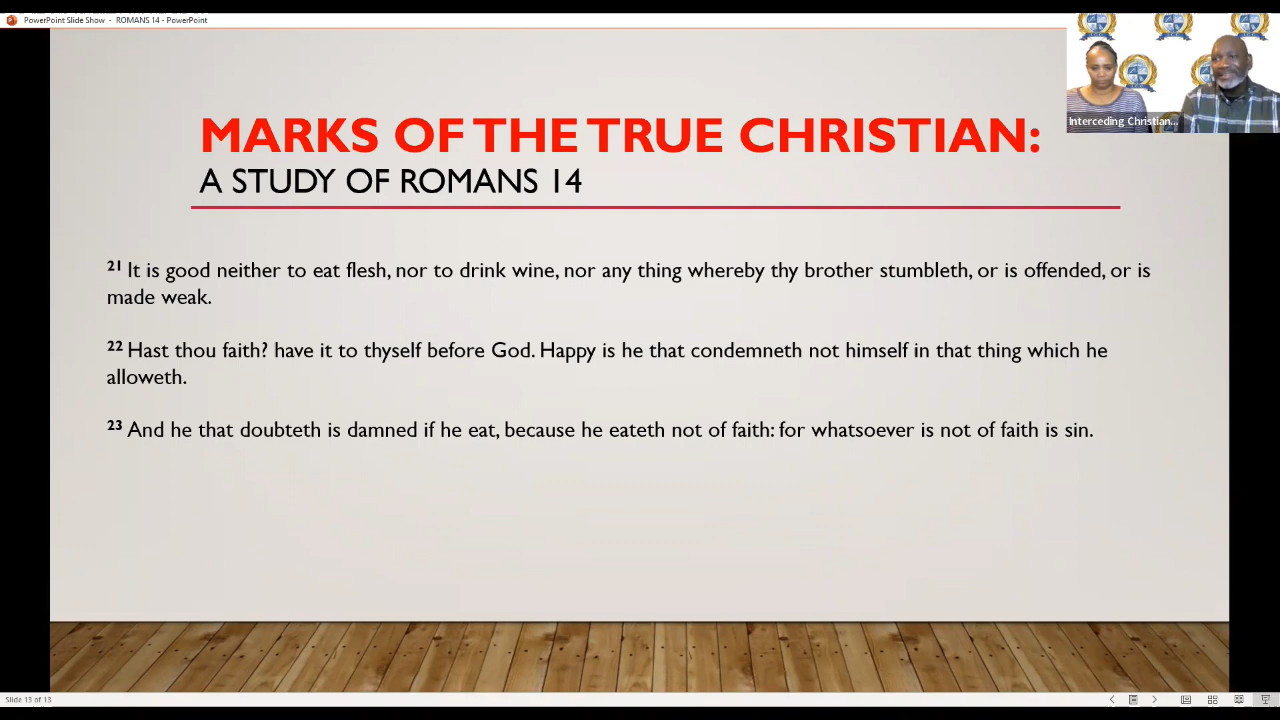 PowerPoint Slide Show - ROMANS 14 - PowerPoint
Interceding Christian...
MARKS OF THE TRUE CHRISTIAN:
A STUDY OF ROMANS 14
21 It is good neither to eat flesh, nor to drink wine, nor any thing whereby thy brother stumbleth, or is offended, or is
made weak.
22 Hast thou faith? have it to thyself before God. Happy is he that condemneth not himself in that thing which he
alloweth.
23 And he that doubteth is damned if he eat, because he eateth not of faith: for whatsoever is not of faith is sin.
Slide 13 of 13